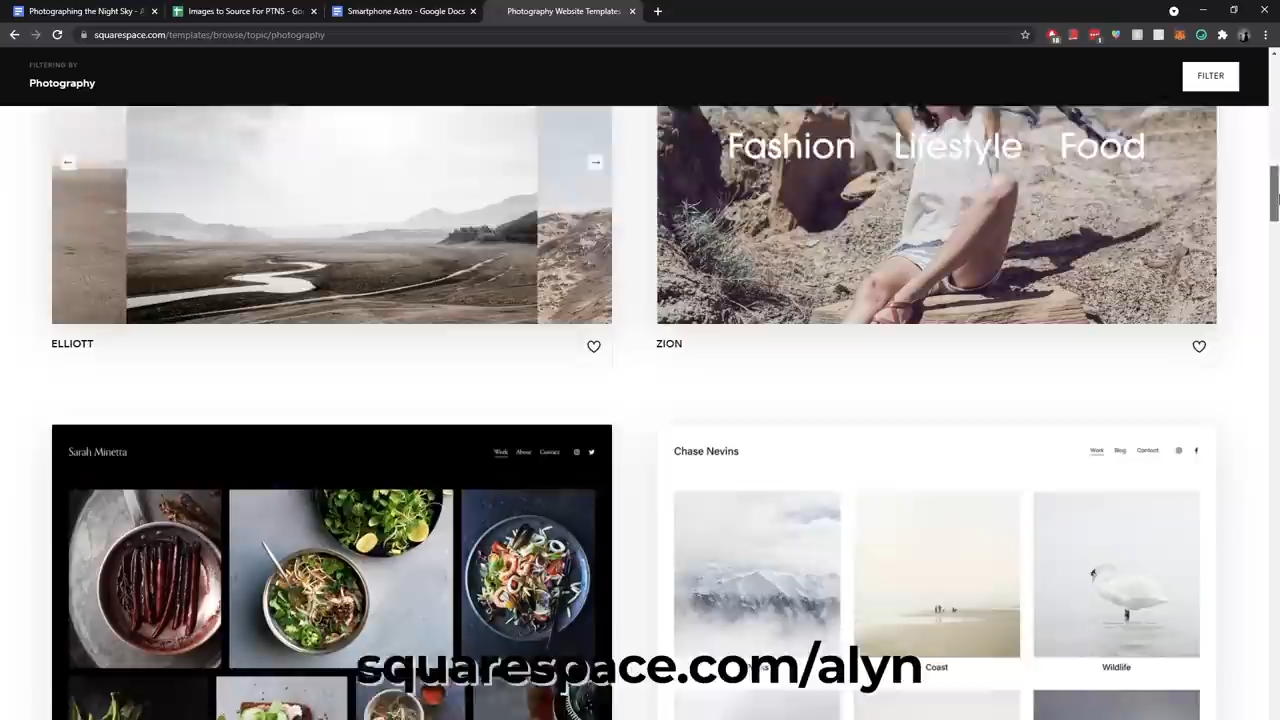 Photographing the Night Sky - A
Images to Source For PTNS - Go
Smartphone Astro - Google Docs
Photography Website Templates
squarespace.com/templates/browse/topic/photography
18
1
FILTERING BY
Photography
FILTER
Fashion Lifestyle Food
ELLIOTT
ZION
Sarah Minetta
Work About Contact
Chase Nevins
Work Blog Contact
Coast
Wildlife
squarespace.com/alyn